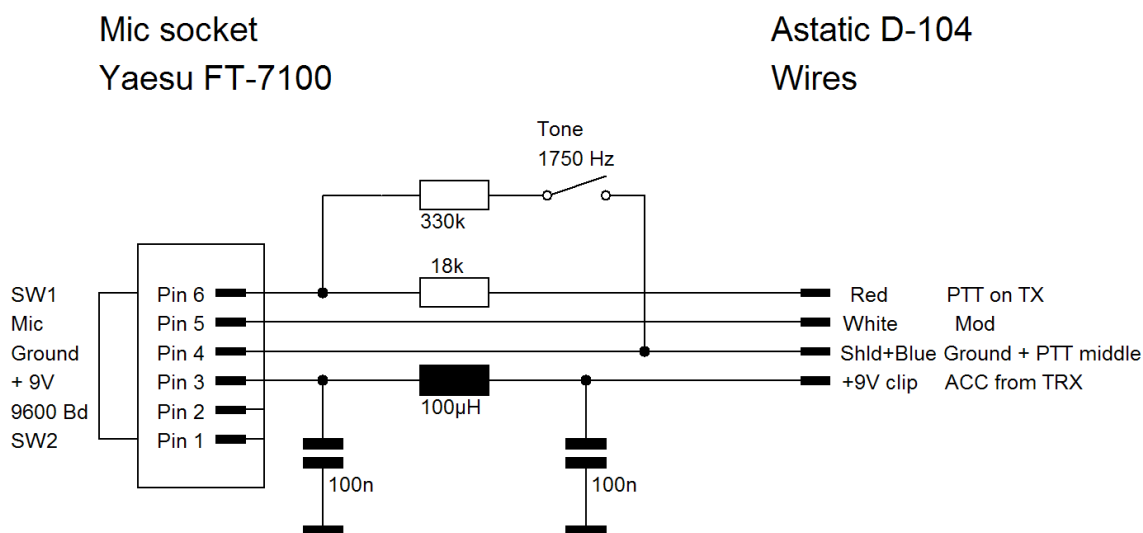 Mic socket
Yaesu FT-7100
Astatic D-104
Wires
Tone
1750 Hz
330k
18k
SW1 Pin 6 Red PTT on TX
Mic Pin 5 White Mod
Ground Pin 4 Shld+Blue Ground + PTT middle
+ 9V Pin 3 +9V clip ACC from TRX
100µH
9600 Bd Pin 2
SW2 Pin 1
100n 100n